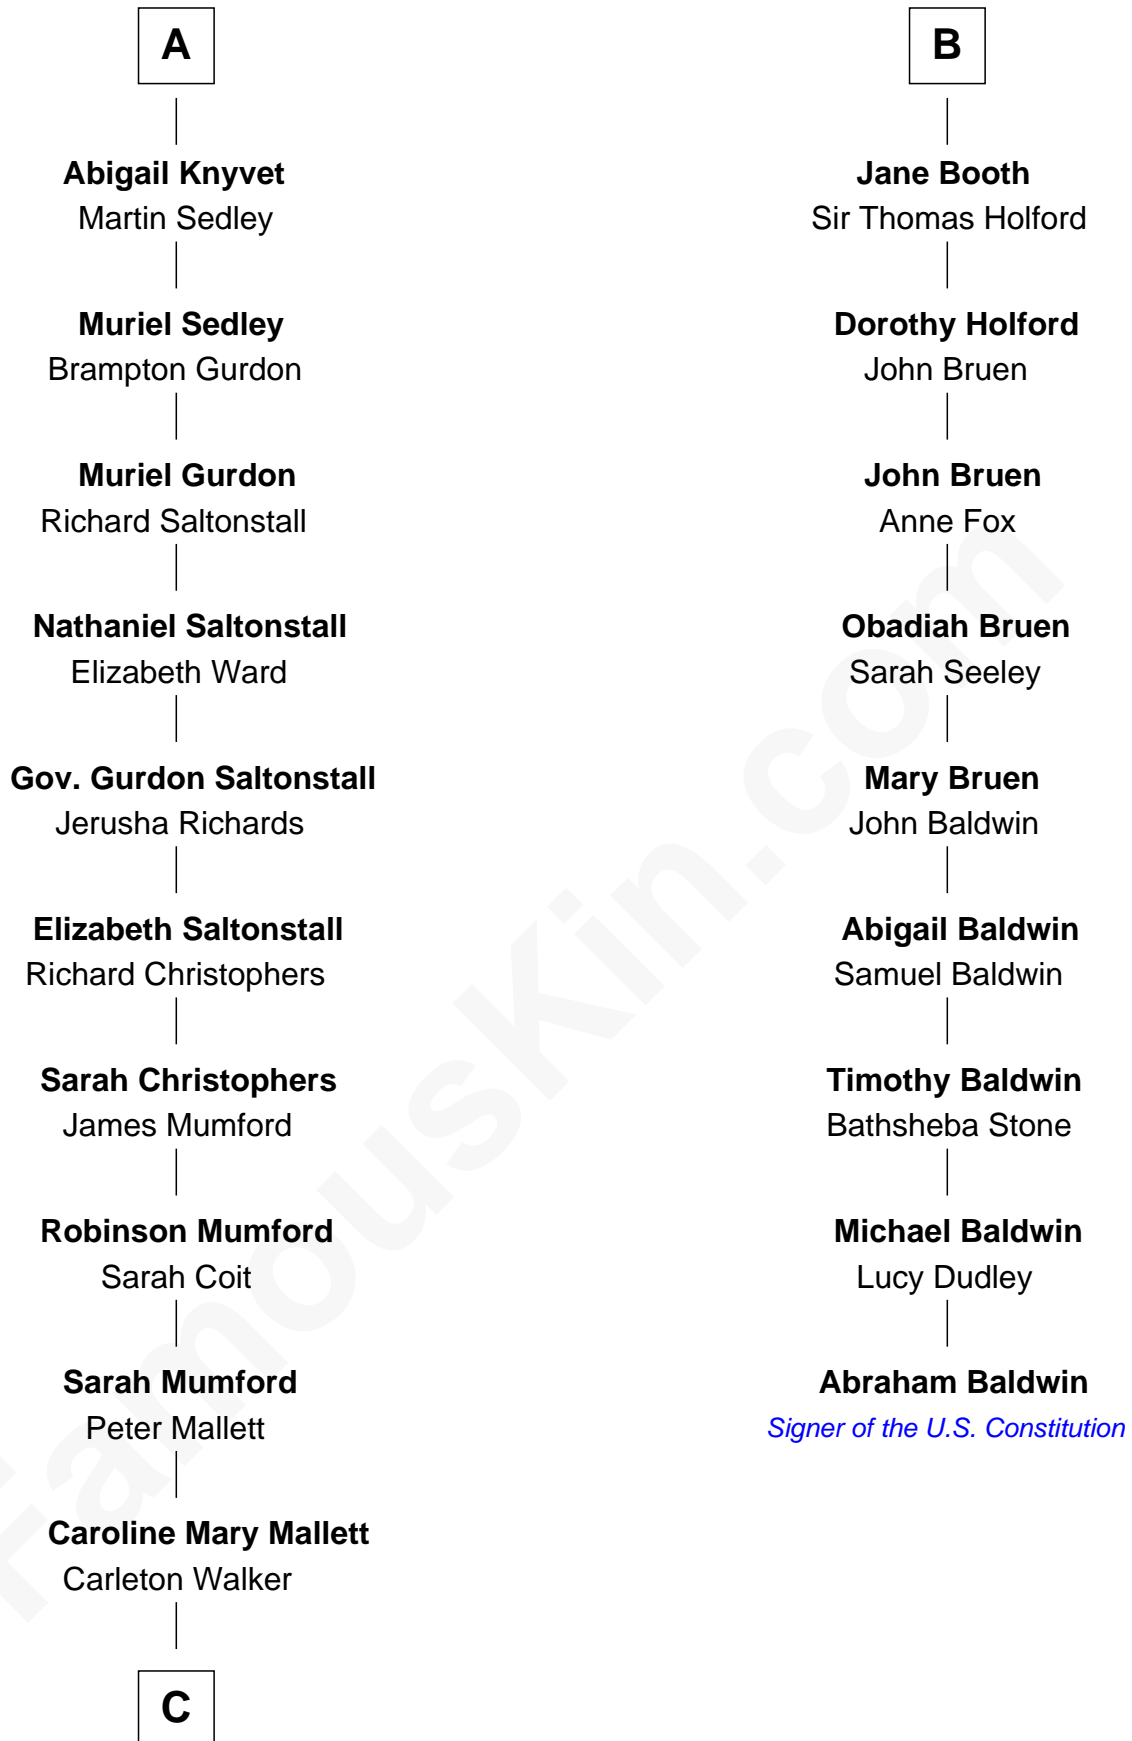 A
Abigail Knyvet
Martin Sedley
Muriel Sedley
Brampton Gurdon
Muriel Gurdon
Richard Saltonstall
Nathaniel Saltonstall
Elizabeth Ward
Gov. Gurdon Saltonstall
Jerusha Richards
Elizabeth Saltonstall
Richard Christophers
Sarah Christophers
James Mumford
Robinson Mumford
Sarah Coit
Sarah Mumford
Peter Mallett
Caroline Mary Mallett
Carleton Walker
C
B
Jane Booth
Sir Thomas Holford
Dorothy Holford
John Bruen
John Bruen
Anne Fox
Obadiah Bruen
Sarah Seeley
Mary Bruen
John Baldwin
Abigail Baldwin
Samuel Baldwin
Timothy Baldwin
Bathsheba Stone
Michael Baldwin
Lucy Dudley
Abraham Baldwin
Signer of the U.S. Constitution
FamousKin.com